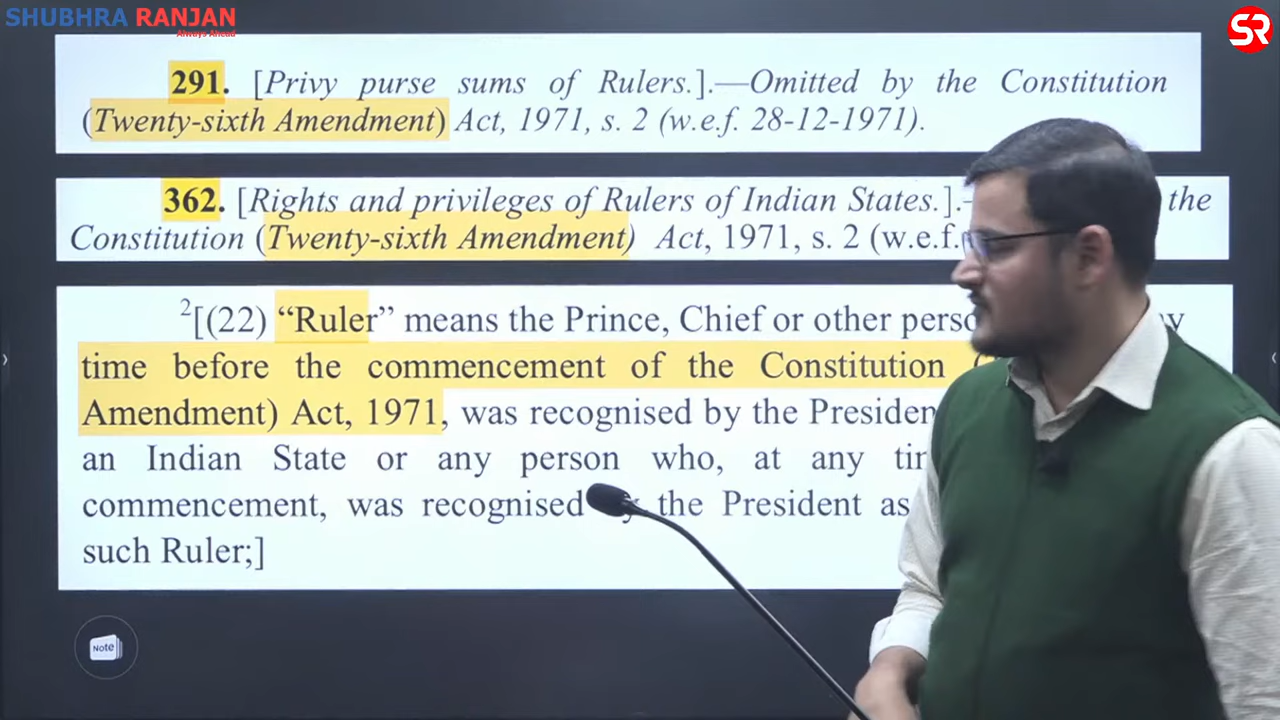 SHUBHRA RANJAN
Always Ahead
SR
291. [Privy purse sums of Rulers.].—Omitted by the Constitution
(Twenty-sixth Amendment) Act, 1971, s. 2 (w.e.f. 28-12-1971).
362. [Rights and privileges of Rulers of Indian States.].- the
Constitution (Twenty-sixth Amendment) Act, 1971, s. 2 (w.e.f.
2[(22) “Ruler” means the Prince, Chief or other
time before the commencement of the Constitution (
Amendment) Act, 1971, was recognised by the
an Indian State or any person who, at any
commencement, was recognised by the President as
such Ruler;]
Note